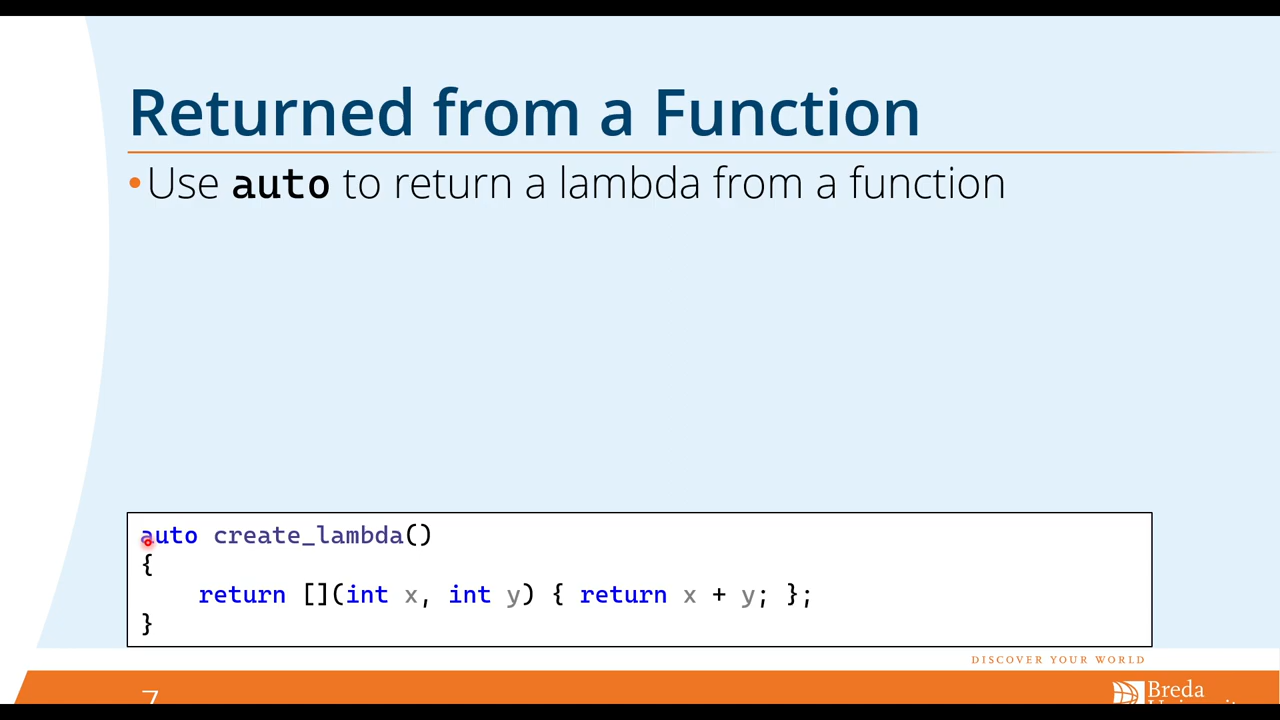 Returned from a Function
•Use auto to return a lambda from a function
auto create_lambda()
{
    return [](int x, int y) { return x + y; };
}
DISCOVER YOUR WORLD
7
Breda